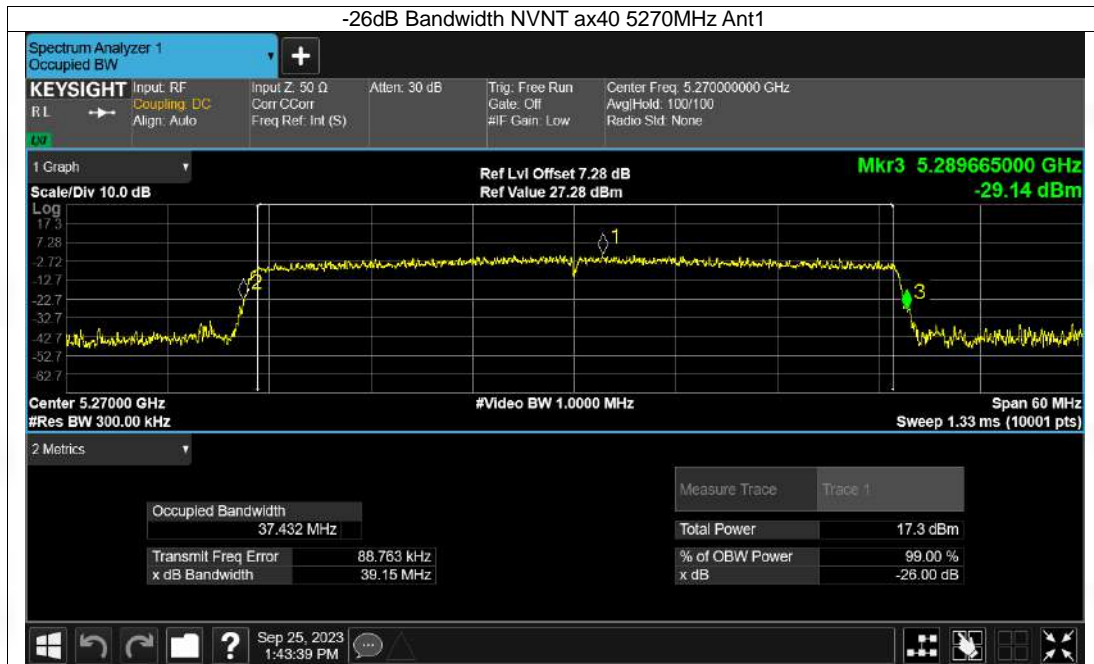 -26dB Bandwidth NVNT ax40 5270MHz Ant1
Spectrum Analyzer 1
Occupied BW
KEYSIGHT
R L
LXI
Input: RF
Coupling: DC
Align: Auto
Input Z: 50 Ω
Corr CCorr
Freq Ref: Int (S)
Atten: 30 dB
Trig: Free Run
Gate: Off
#IF Gain: Low
Center Freq: 5.270000000 GHz
Avg|Hold: 100/100
Radio Std: None
1 Graph
Scale/Div 10.0 dB
Ref Lvl Offset 7.28 dB
Ref Value 27.28 dBm
Mkr3 5.289665000 GHz
-29.14 dBm
Log
17.3
7.28
-2.72
-12.7
-22.7
-32.7
-42.7
-52.7
-62.7
1
2
3
Center 5.27000 GHz
#Res BW 300.00 kHz
#Video BW 1.0000 MHz
Span 60 MHz
Sweep 1.33 ms (10001 pts)
2 Metrics
Measure Trace Trace 1
Occupied Bandwidth
37.432 MHz
Transmit Freq Error 88.763 kHz
x dB Bandwidth 39.15 MHz
Total Power 17.3 dBm
% of OBW Power 99.00 %
x dB -26.00 dB
Sep 25, 2023
1:43:39 PM